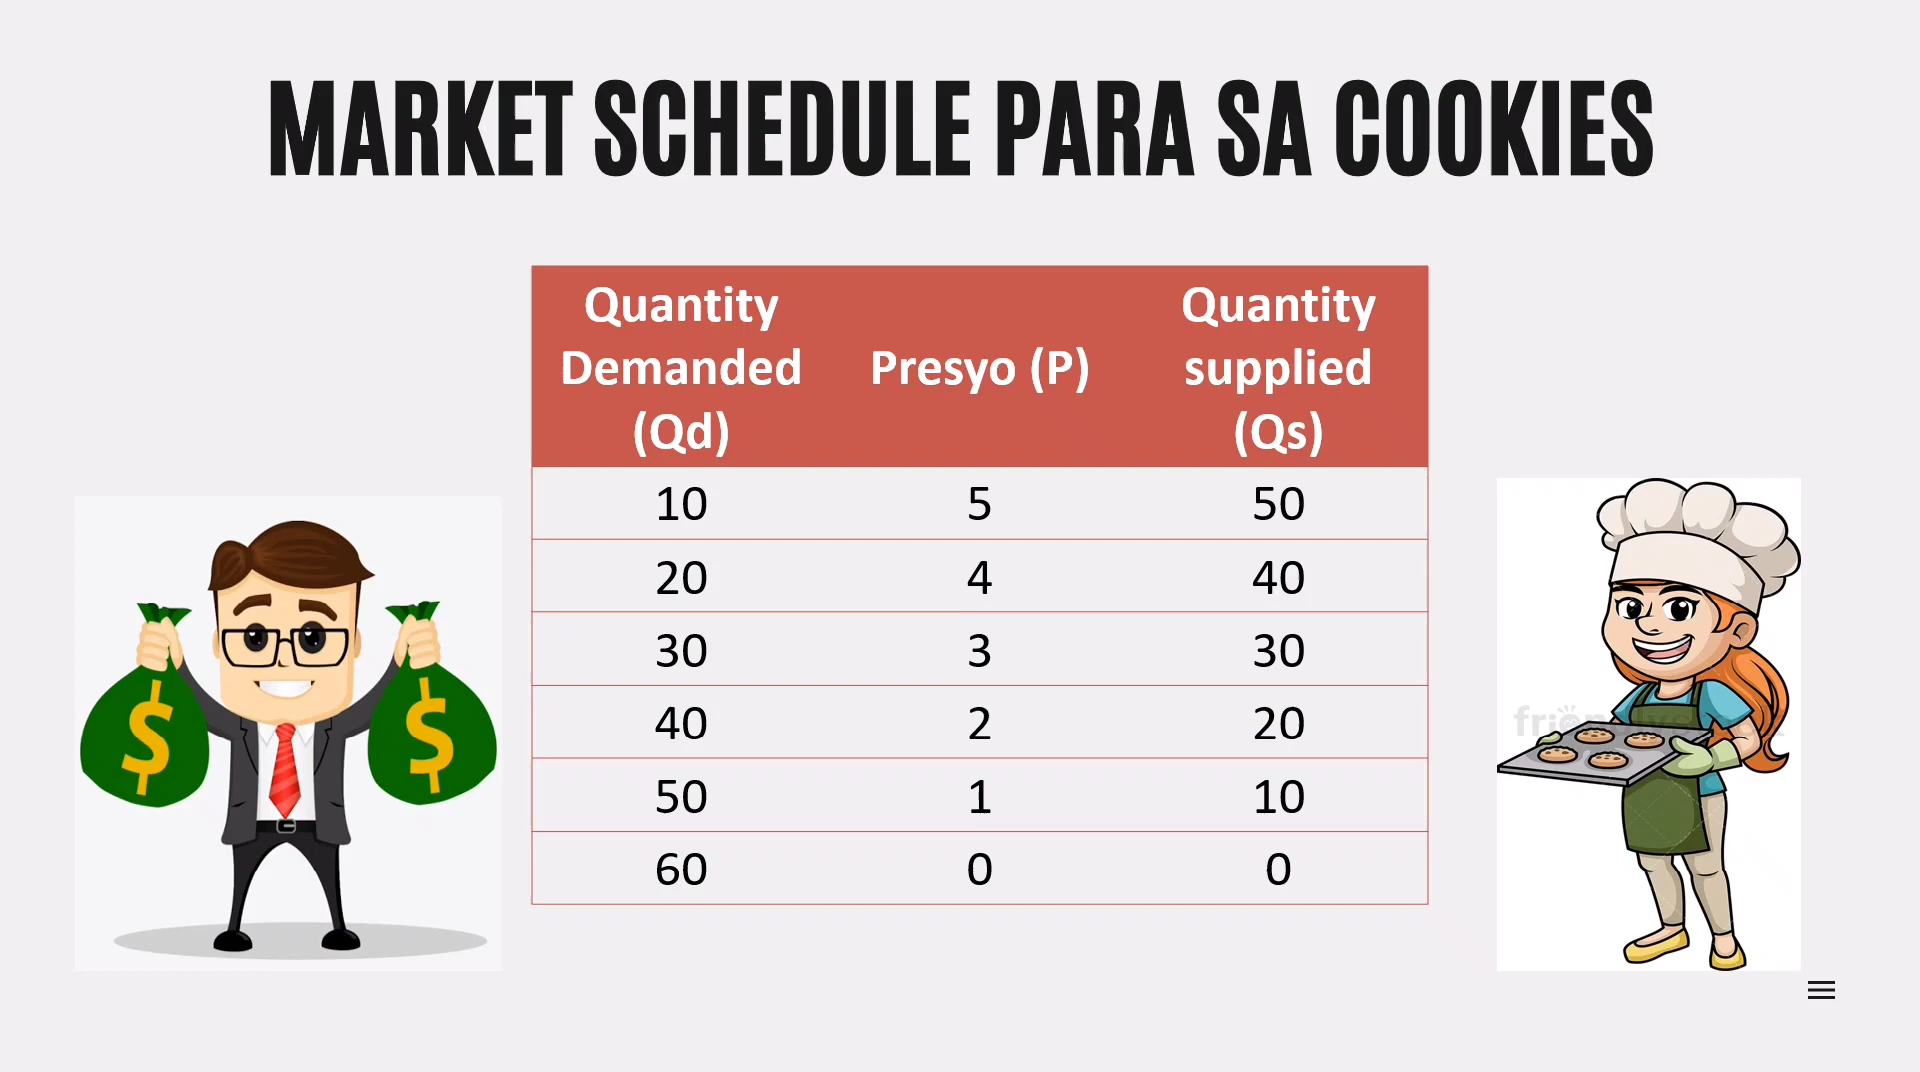 MARKET SCHEDULE PARA SA COOKIES
Quantity Demanded (Qd) Presyo (P) Quantity supplied (Qs)
10 5 50
20 4 40
30 3 30
40 2 20
50 1 10
60 0 0
$ $